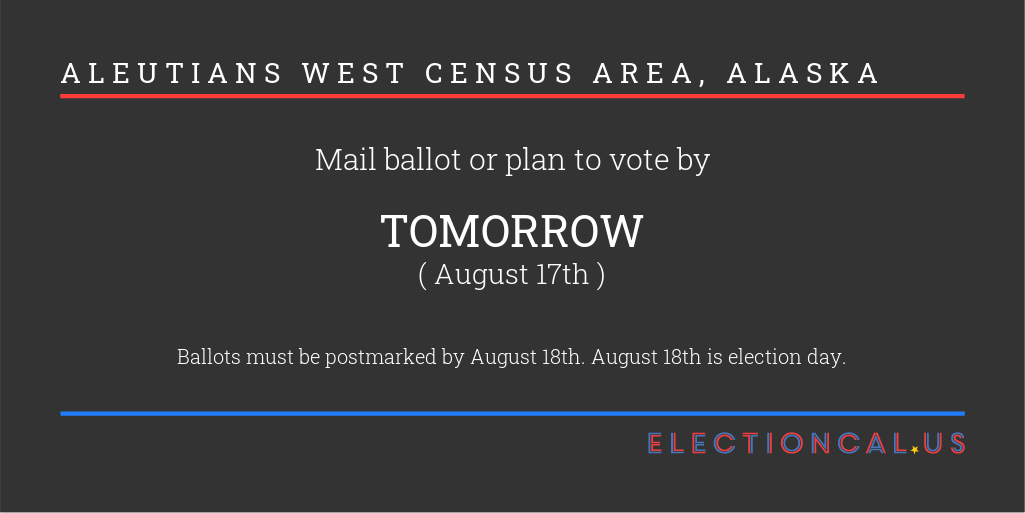 ALEUTIANS WEST CENSUS AREA, ALASKA
Mail ballot or plan to vote by
TOMORROW
( August 17th )
Ballots must be postmarked by August 18th. August 18th is election day.
ELECTIONCAL.US